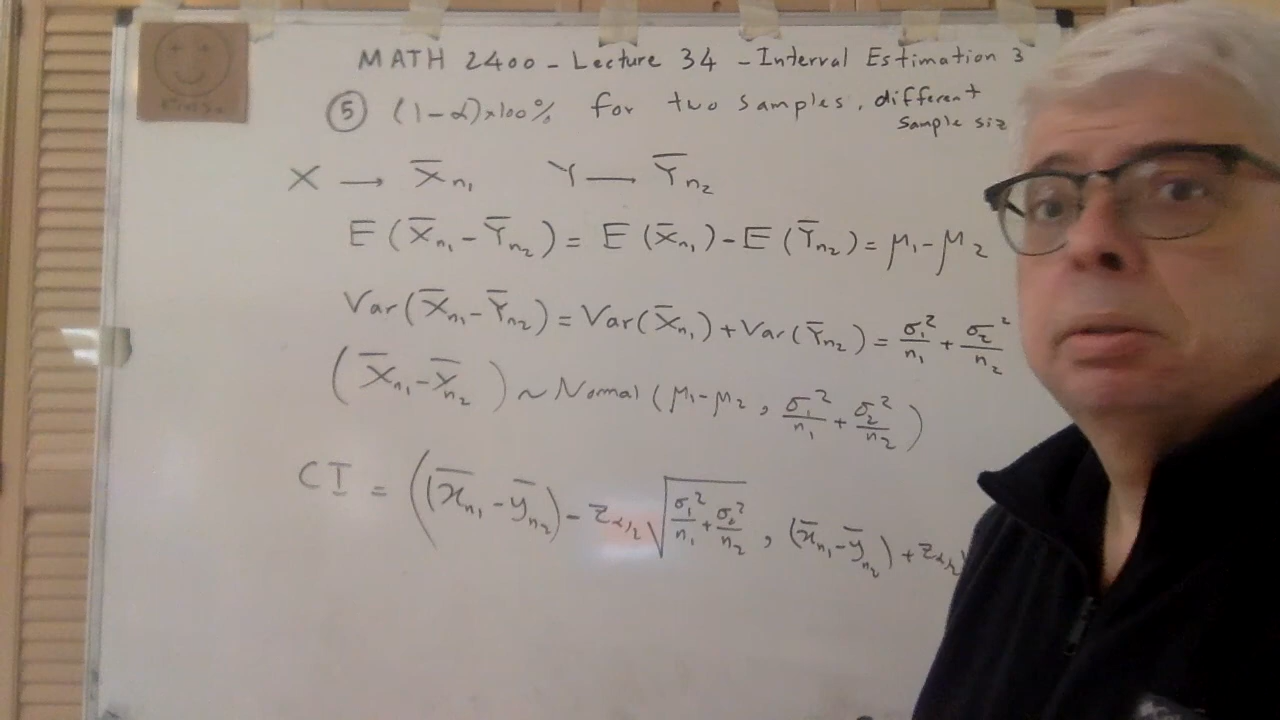 MATH 2400 - Lecture 34 - Interval Estimation 3
⑤ (1-α)×100% for two samples, different
sample siz
X → X̄n₁ Y → Ȳn₂
E(X̄n₁ - Ȳn₂) = E(X̄n₁) - E(Ȳn₂) = μ₁ - μ₂
Var(X̄n₁ - Ȳn₂) = Var(X̄n₁) + Var(Ȳn₂) = σ₁²/n₁ + σ₂²/n₂
(X̄n₁ - X̄n₂) ~ Normal (μ₁ - μ₂, σ₁²/n₁ + σ₂²/n₂)
CI = ((x̄n₁ - ȳn₂) - zα/2 √(σ₁²/n₁ + σ₂²/n₂), (x̄n₁ - ȳn₂) + zα/2